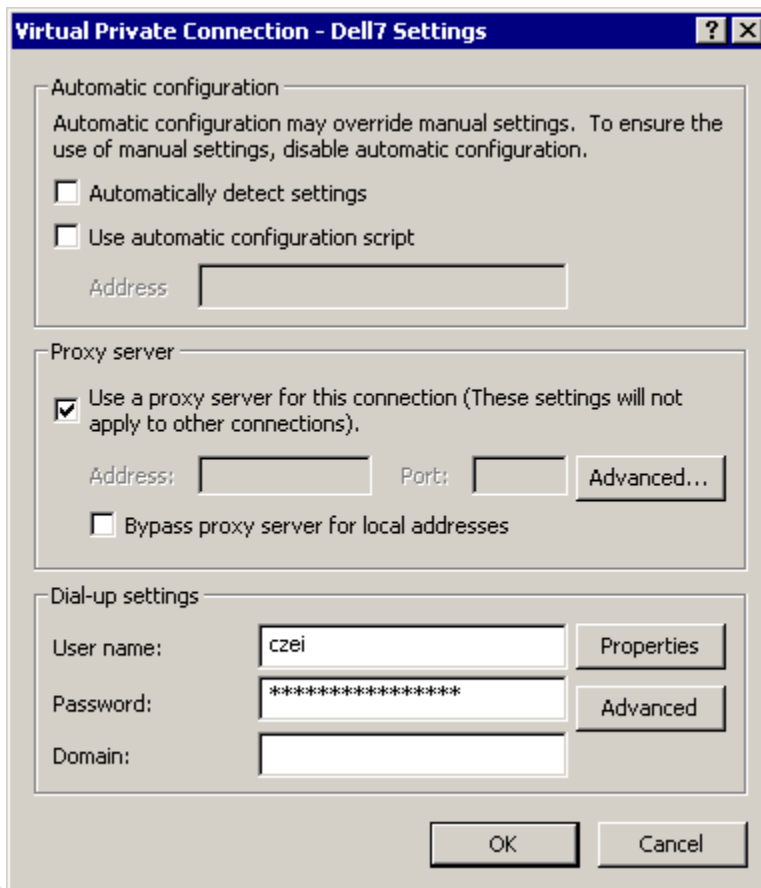 Virtual Private Connection - Dell7 Settings
Automatic configuration
Automatic configuration may override manual settings.  To ensure the
use of manual settings, disable automatic configuration.
Automatically detect settings
Use automatic configuration script
Address
Proxy server
Use a proxy server for this connection (These settings will not
apply to other connections).
Address: Port: Advanced...
Bypass proxy server for local addresses
Dial-up settings
User name: czei Properties
Password: **************** Advanced
Domain:
OK Cancel